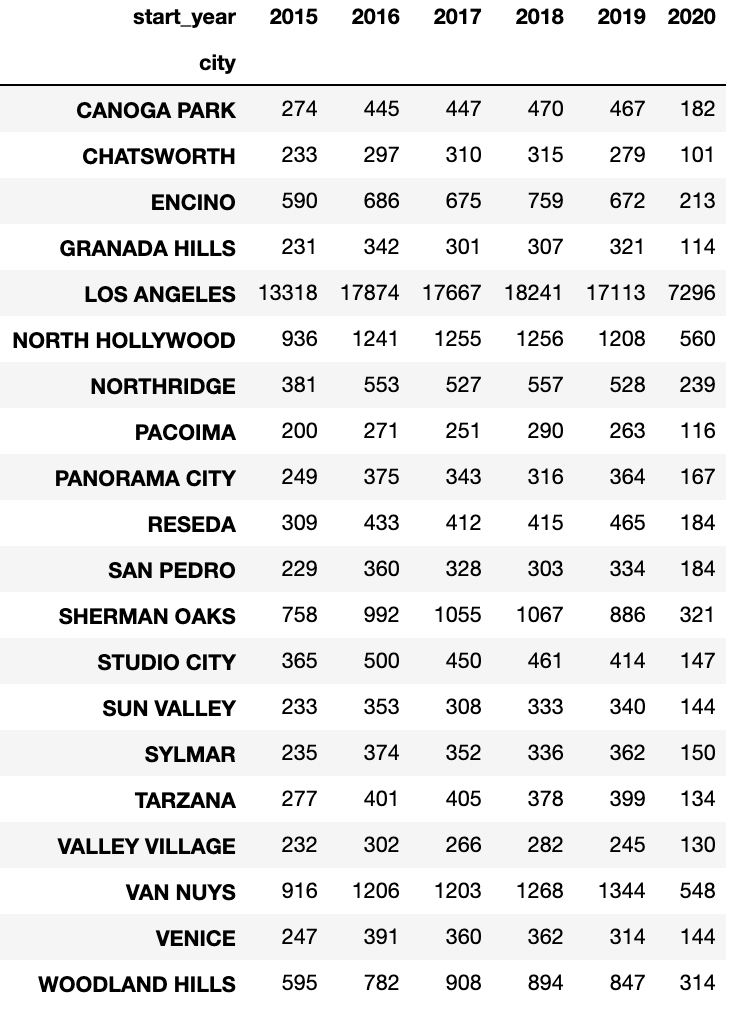 start_year 2015 2016 2017 2018 2019 2020
city
CANOGA PARK 274 445 447 470 467 182
CHATSWORTH 233 297 310 315 279 101
ENCINO 590 686 675 759 672 213
GRANADA HILLS 231 342 301 307 321 114
LOS ANGELES 13318 17874 17667 18241 17113 7296
NORTH HOLLYWOOD 936 1241 1255 1256 1208 560
NORTHRIDGE 381 553 527 557 528 239
PACOIMA 200 271 251 290 263 116
PANORAMA CITY 249 375 343 316 364 167
RESEDA 309 433 412 415 465 184
SAN PEDRO 229 360 328 303 334 184
SHERMAN OAKS 758 992 1055 1067 886 321
STUDIO CITY 365 500 450 461 414 147
SUN VALLEY 233 353 308 333 340 144
SYLMAR 235 374 352 336 362 150
TARZANA 277 401 405 378 399 134
VALLEY VILLAGE 232 302 266 282 245 130
VAN NUYS 916 1206 1203 1268 1344 548
VENICE 247 391 360 362 314 144
WOODLAND HILLS 595 782 908 894 847 314